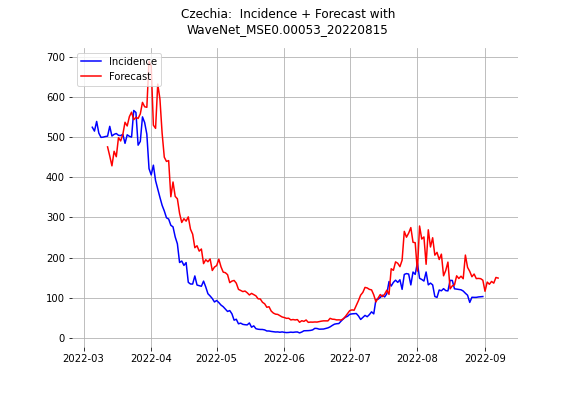 Czechia:  Incidence + Forecast with
WaveNet_MSE0.00053_20220815
Incidence
Forecast
700
600
500
400
300
200
100
0
2022-03 2022-04 2022-05 2022-06 2022-07 2022-08 2022-09